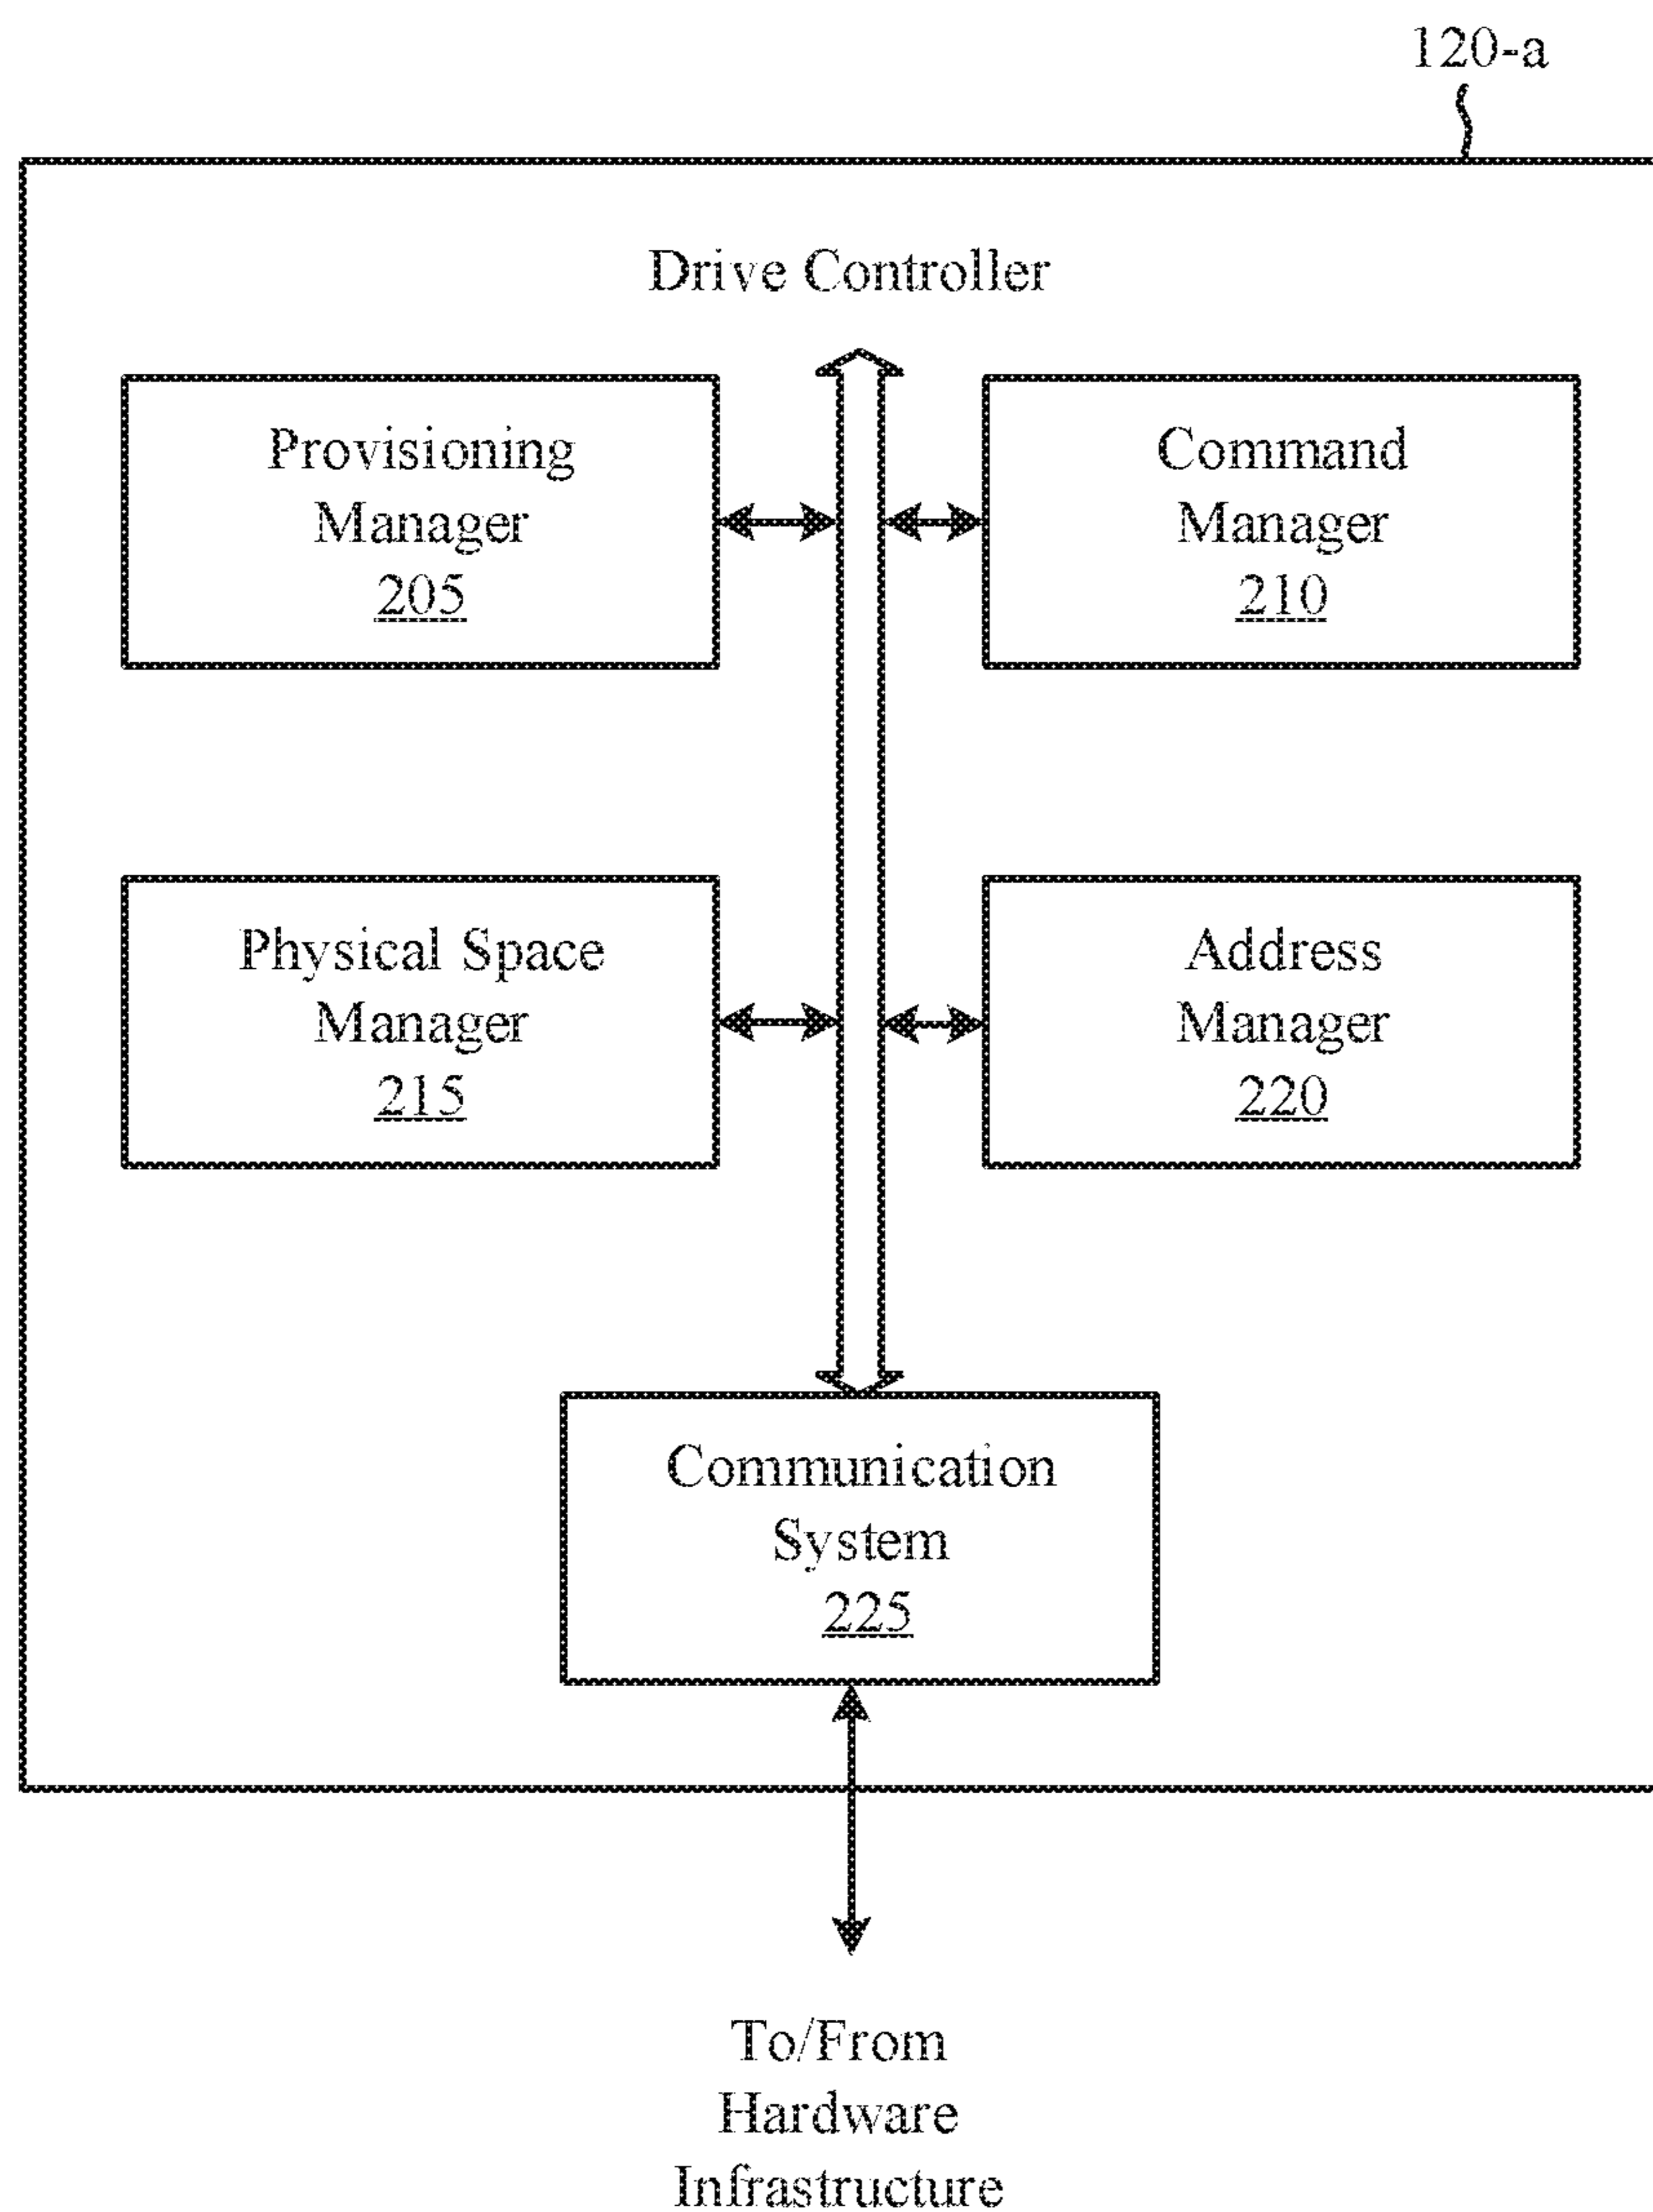 120-a
Drive Controller
Provisioning
Manager
205
Command
Manager
210
Physical Space
Manager
215
Address
Manager
220
Communication
System
225
To/From
Hardware
Infrastructure